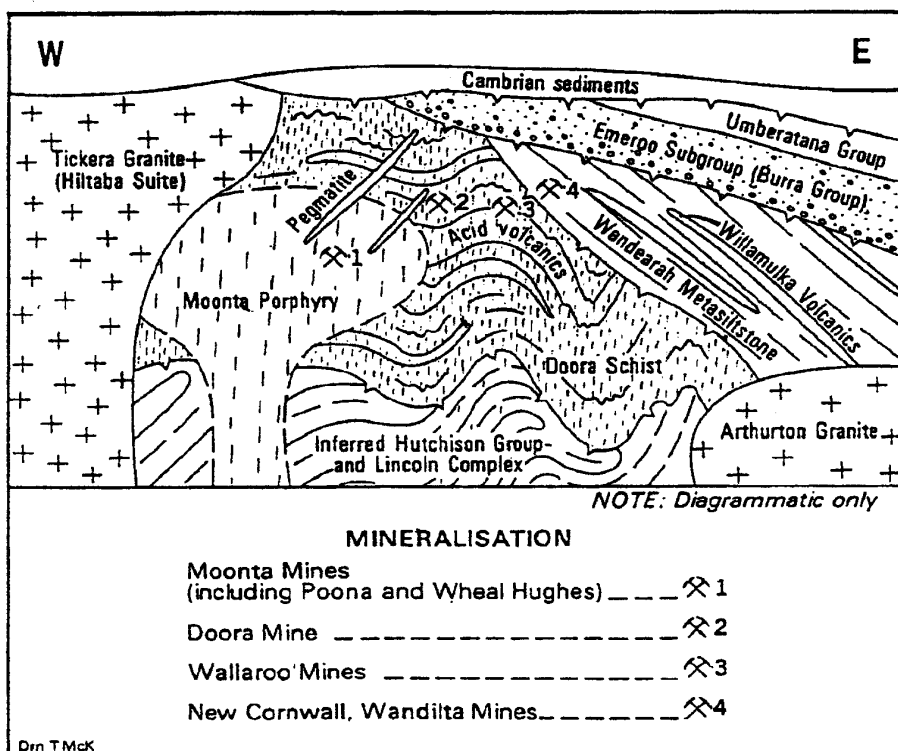 W
E
Cambrian sediments
Umberatana Group
Emeroo Subgroup (Burra Group)
Tickera Granite
(Hiltaba Suite)
Pegmatite
2
3
4
1
Acid volcanics
Wandearah Metasiltstone
Willamulka Volcanics
Moonta Porphyry
Doora Schist
Inferred Hutchison Group
and Lincoln Complex
Arthurton Granite
NOTE: Diagrammatic only
MINERALISATION
Moonta Mines
(including Poona and Wheal Hughes) 1
Doora Mine 2
Wallaroo Mines 3
New Cornwall, Wandilta Mines 4
Drn T McK